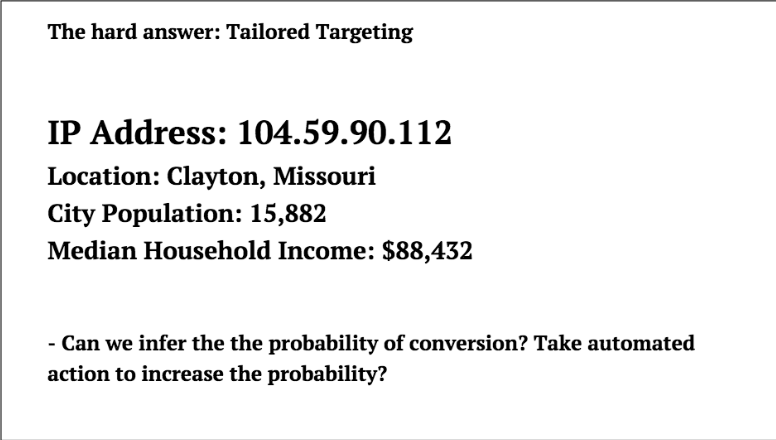 The hard answer: Tailored Targeting
IP Address: 104.59.90.112
Location: Clayton, Missouri
City Population: 15,882
Median Household Income: $88,432
- Can we infer the the probability of conversion? Take automated
action to increase the probability?